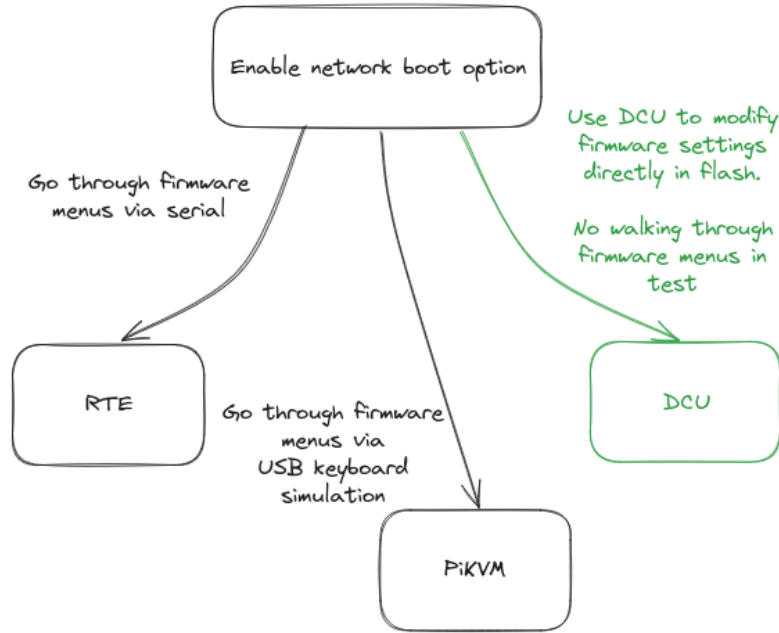 Enable network boot option
Use DCU to modify
firmware settings
directly in flash.
No walking through
firmware menus in
test
Go through firmware
menus via serial
RTE
DCU
Go through firmware
menus via
USB keyboard
simulation
PiKVM